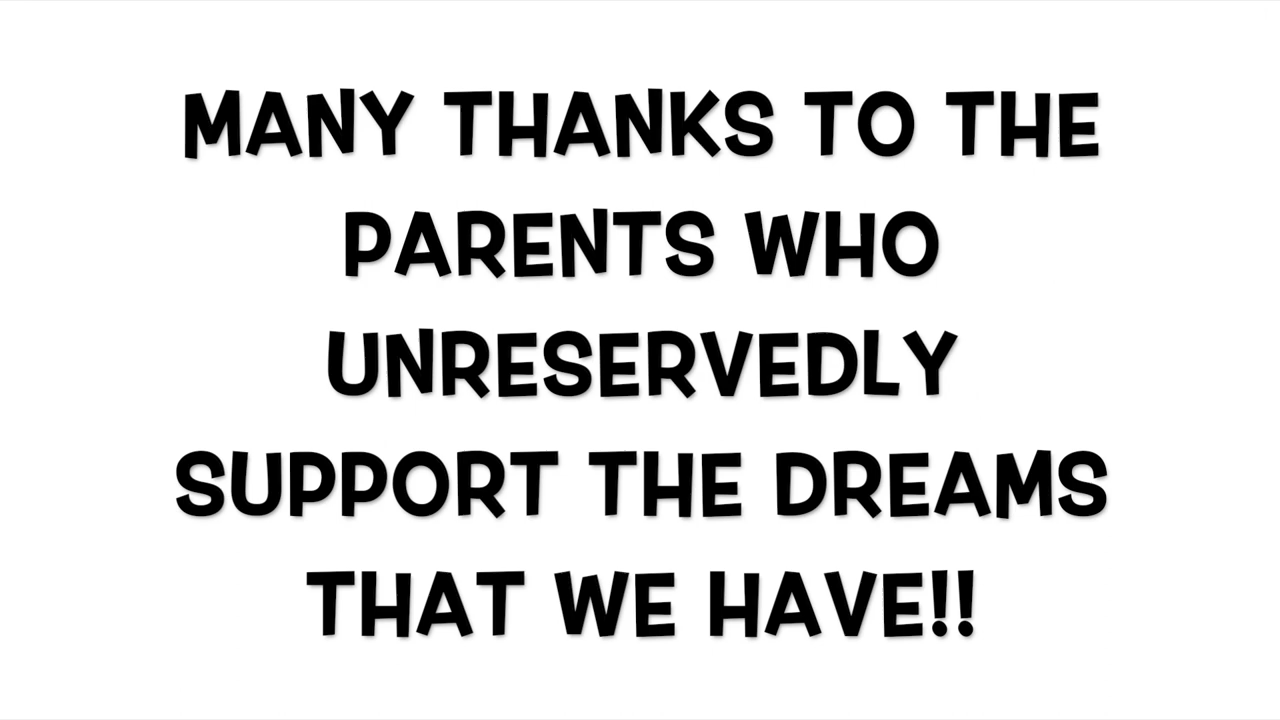 MANY THANKS TO THE
PARENTS WHO
UNRESERVEDLY
SUPPORT THE DREAMS
THAT WE HAVE!!